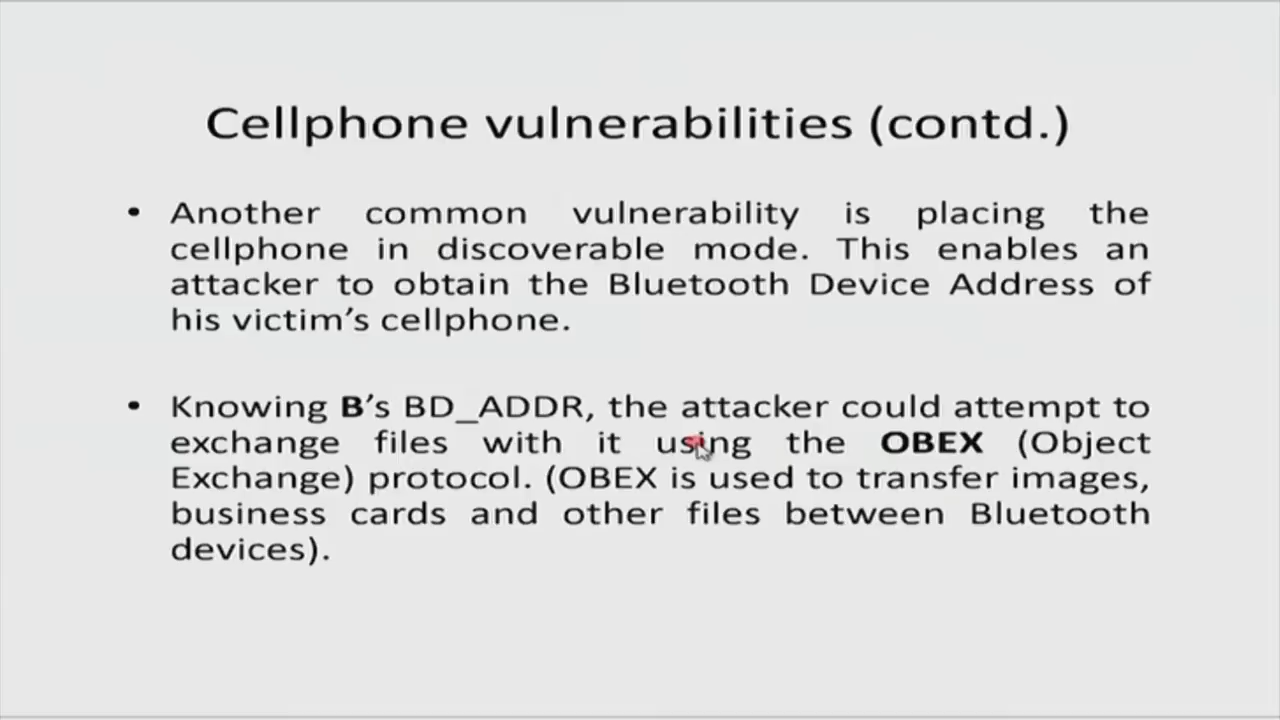 Cellphone vulnerabilities (contd.)
• Another common vulnerability is placing the
cellphone in discoverable mode. This enables an
attacker to obtain the Bluetooth Device Address of
his victim’s cellphone.
• Knowing B’s BD_ADDR, the attacker could attempt to
exchange files with it using the OBEX (Object
Exchange) protocol. (OBEX is used to transfer images,
business cards and other files between Bluetooth
devices).